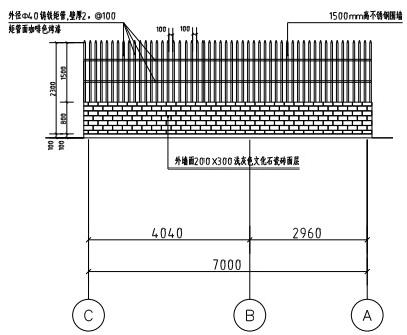 外径Φ40铸铁矩管,壁厚2。@100
矩管面咖啡色烤漆
1500mm高不锈钢围墙
100
100
2300
1500
800
100
100
外墙面200X300浅灰色文化石瓷砖面层
4040
2960
7000
C
B
A